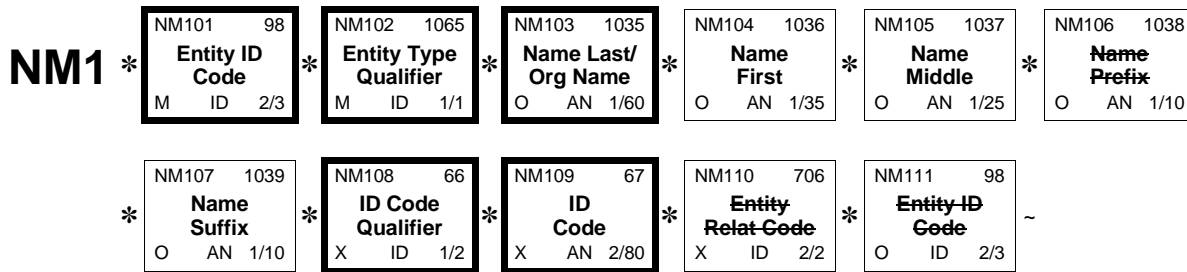 NM101 98 NM102 1065 NM103 1035 NM104 1036 NM105 1037 NM106 1038
NM1 * Entity ID Code * Entity Type Qualifier * Name Last/ Org Name * Name First * Name Middle * Name Prefix
M ID 2/3 M ID 1/1 O AN 1/60 O AN 1/35 O AN 1/25 O AN 1/10
NM107 1039 NM108 66 NM109 67 NM110 706 NM111 98
* Name Suffix * ID Code Qualifier * ID Code * Entity Relat Code * Entity ID Code ~
O AN 1/10 X ID 1/2 X AN 2/80 X ID 2/2 O ID 2/3